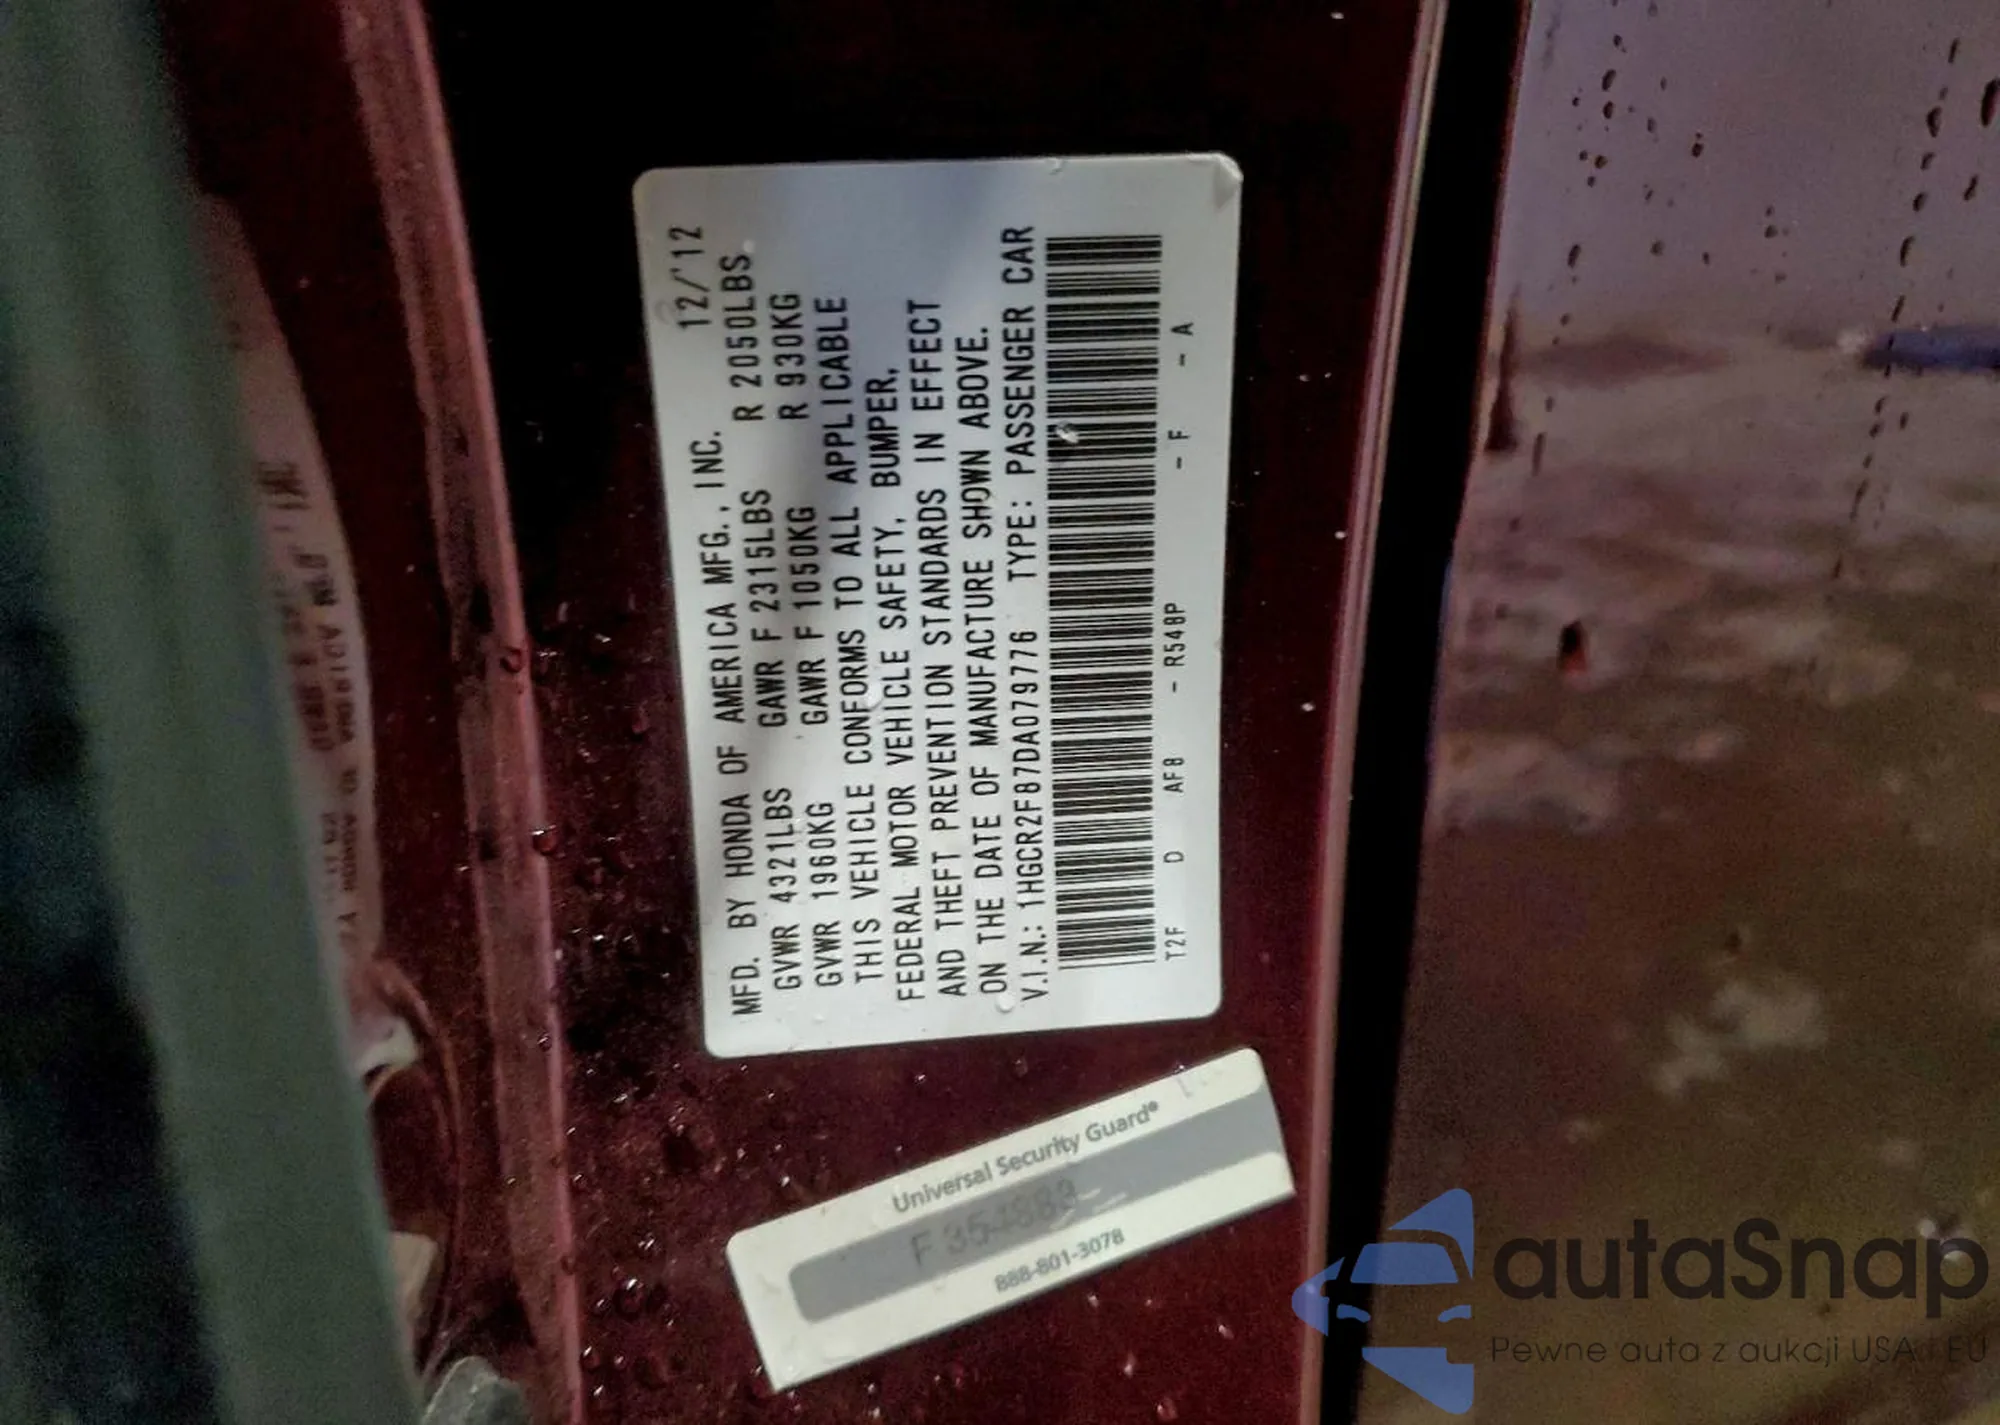 MFD. BY HONDA OF AMERICA MFG., INC. 12/'12
GVWR 4321LBS GAWR F 2315LBS R 2050LBS
GVWR 1960KG GAWR F 1050KG R 930KG
THIS VEHICLE CONFORMS TO ALL APPLICABLE
FEDERAL MOTOR VEHICLE SAFETY, BUMPER,
AND THEFT PREVENTION STANDARDS IN EFFECT
ON THE DATE OF MANUFACTURE SHOWN ABOVE.
V.I.N.: 1HGCR2F87DA079776 TYPE: PASSENGER CAR
T2F D AF8 - R548P - F - A
Universal Security Guard®
888-801-3078
autaSnap
Pewne auta z aukcji USA i EU